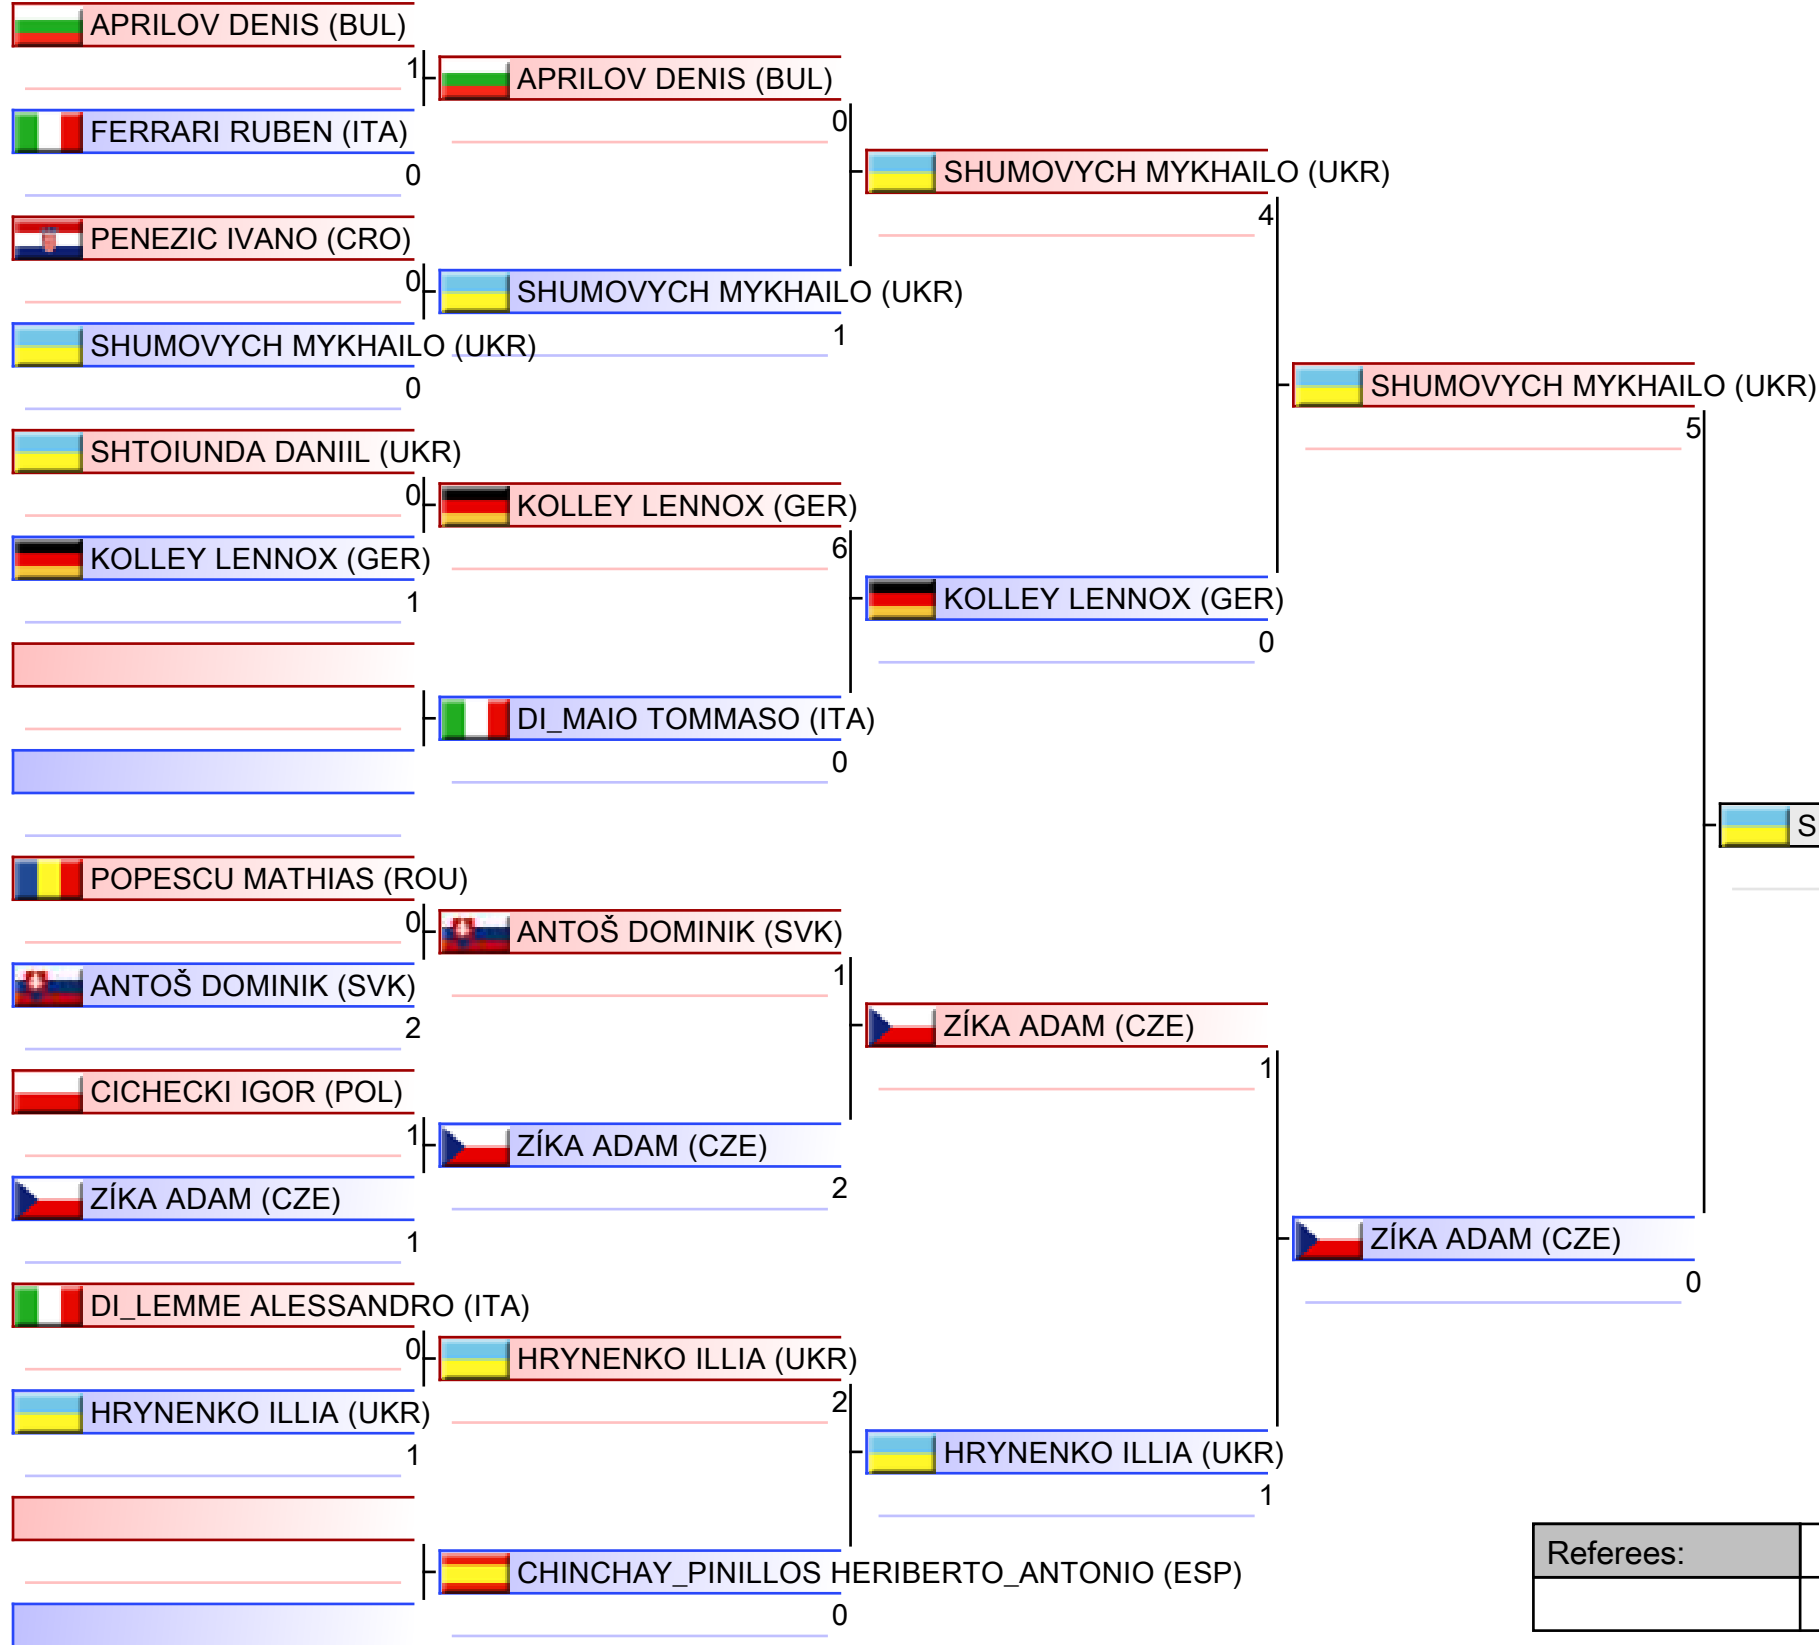 APRILOV DENIS (BUL)
1
FERRARI RUBEN (ITA)
0
PENEZIC IVANO (CRO)
0
SHUMOVYCH MYKHAILO (UKR)
0
SHTOIUNDA DANIIL (UKR)
0
KOLLEY LENNOX (GER)
1
POPESCU MATHIAS (ROU)
0
ANTOŠ DOMINIK (SVK)
2
CICHECKI IGOR (POL)
1
ZÍKA ADAM (CZE)
1
DI_LEMME ALESSANDRO (ITA)
0
HRYNENKO ILLIA (UKR)
1
APRILOV DENIS (BUL)
0
SHUMOVYCH MYKHAILO (UKR)
1
KOLLEY LENNOX (GER)
6
DI_MAIO TOMMASO (ITA)
0
ANTOŠ DOMINIK (SVK)
1
ZÍKA ADAM (CZE)
2
HRYNENKO ILLIA (UKR)
2
CHINCHAY_PINILLOS HERIBERTO_ANTONIO (ESP)
0
SHUMOVYCH MYKHAILO (UKR)
4
KOLLEY LENNOX (GER)
0
ZÍKA ADAM (CZE)
1
HRYNENKO ILLIA (UKR)
1
SHUMOVYCH MYKHAILO (UKR)
5
ZÍKA ADAM (CZE)
0
S
Referees: